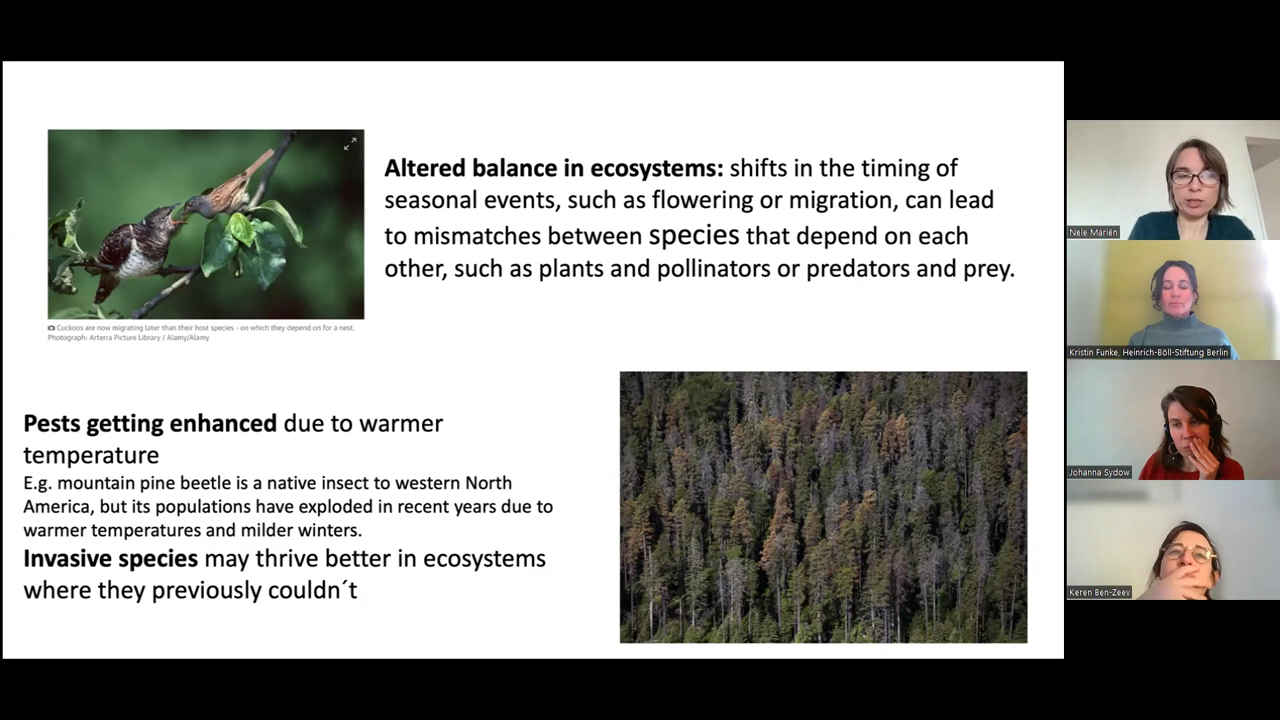 Altered balance in ecosystems: shifts in the timing of
seasonal events, such as flowering or migration, can lead
to mismatches between species that depend on each
other, such as plants and pollinators or predators and prey.
Cuckoos are now migrating later than their host species - on which they depend on for a nest.
Photograph: Arterra Picture Library / Alamy/Alamy
Pests getting enhanced due to warmer
temperature
E.g. mountain pine beetle is a native insect to western North
America, but its populations have exploded in recent years due to
warmer temperatures and milder winters.
Invasive species may thrive better in ecosystems
where they previously couldn´t
Nele Mariën
Kristin Funke, Heinrich-Böll-Stiftung Berlin
Johanna Sydow
Keren Ben-Zeev